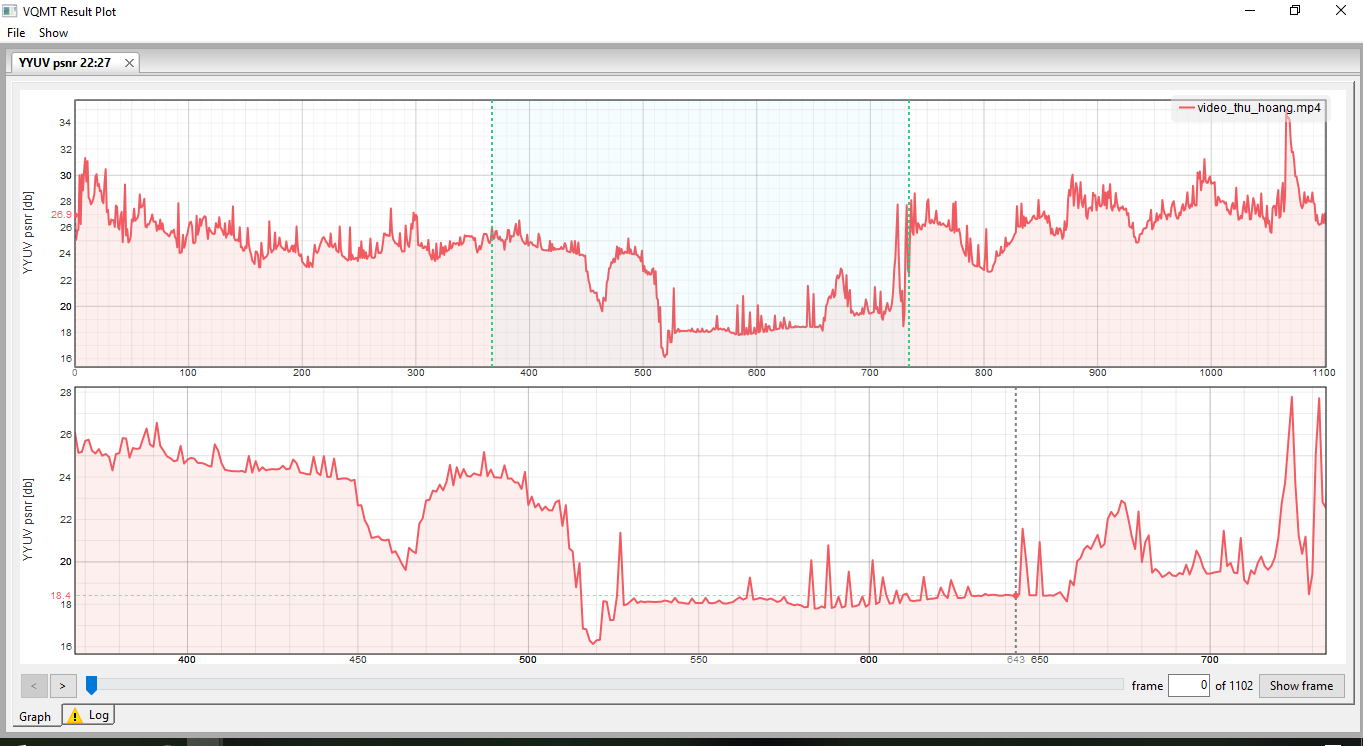 VQMT Result Plot
File Show
YYUV psnr 22:27
video_thu_hoang.mp4
YYUV psnr [db]
34
32
30
28
26.9
26
24
22
20
18
16
0 100 200 300 400 500 600 700 800 900 1000 1100
YYUV psnr [db]
28
26
24
22
20
18.4
18
16
400 450 500 550 600 643 650 700
< > frame 0 of 1102 Show frame
Graph Log